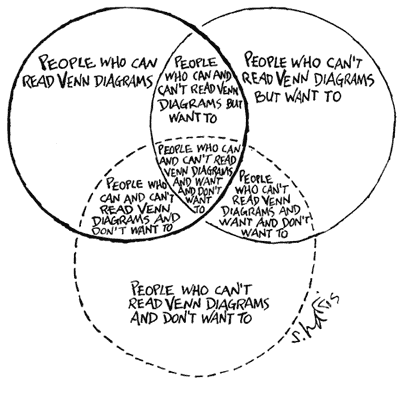 PEOPLE WHO CAN
READ VENN DIAGRAMS
PEOPLE
WHO CAN AND
CAN'T READ VENN
DIAGRAMS BUT
WANT TO
PEOPLE WHO CAN'T
READ VENN DIAGRAMS
BUT WANT TO
PEOPLE WHO CAN
AND CAN'T READ
VENN DIAGRAMS
AND WANT
AND DON'T
WANT
TO
PEOPLE WHO
CAN AND CAN'T
READ VENN
DIAGRAMS AND
DON'T WANT TO
PEOPLE
WHO CAN'T
READ VENN
DIAGRAMS AND
WANT AND DON'T
WANT TO
PEOPLE WHO CAN'T
READ VENN DIAGRAMS
AND DON'T WANT TO
S. HARRIS